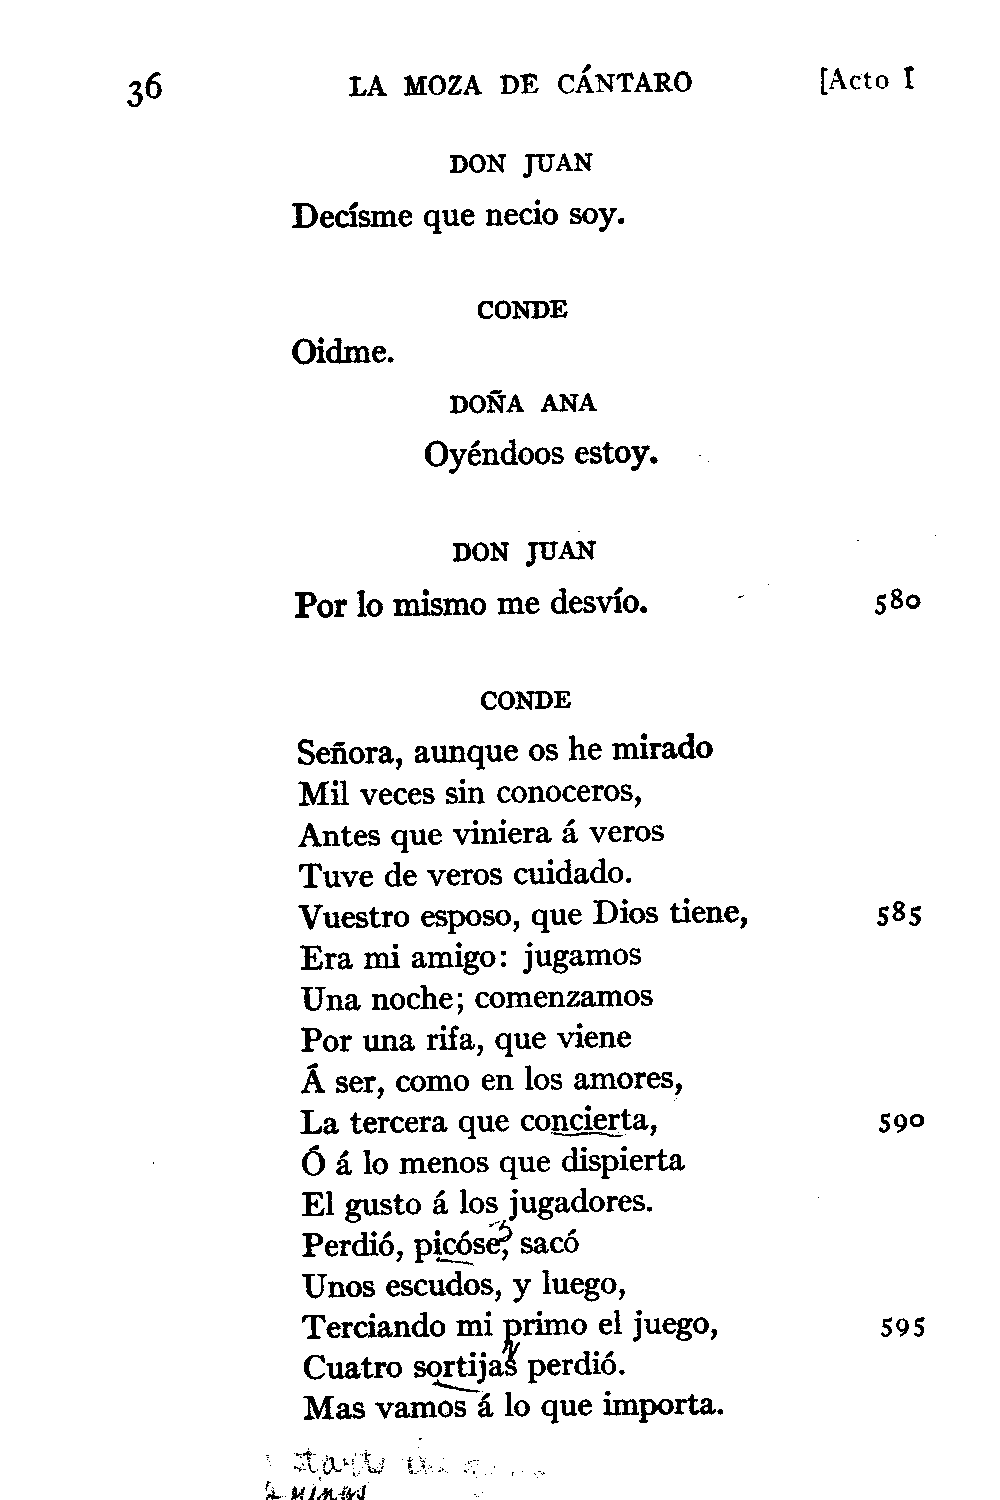 36 LA MOZA DE CÁNTARO [Acto I
DON JUAN
Decísme que necio soy.
CONDE
Oidme.
DOÑA ANA
Oyéndoos estoy.
DON JUAN
Por lo mismo me desvío. 580
CONDE
Señora, aunque os he mirado
Mil veces sin conoceros,
Antes que viniera á veros
Tuve de veros cuidado.
Vuestro esposo, que Dios tiene, 585
Era mi amigo: jugamos
Una noche; comenzamos
Por una rifa, que viene
Á ser, como en los amores,
La tercera que concierta, 590
Ó á lo menos que dispierta
El gusto á los jugadores.
Perdió, picóse, sacó
Unos escudos, y luego,
Terciando mi primo el juego, 595
Cuatro sortijas perdió.
Mas vamos á lo que importa.